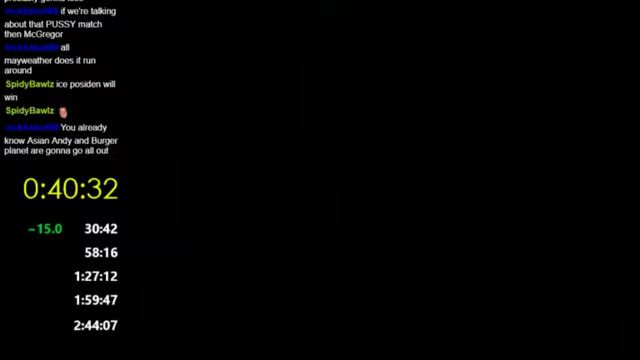 if we're talking
about that PUSSY match
then McGregor
all
mayweather does it run
around
SpidyBawlz ice posiden will
win
SpidyBawlz
You already
know Asian Andy and Burger
planet are gonna go all out
0:40:32
-15.0 30:42
58:16
1:27:12
1:59:47
2:44:07